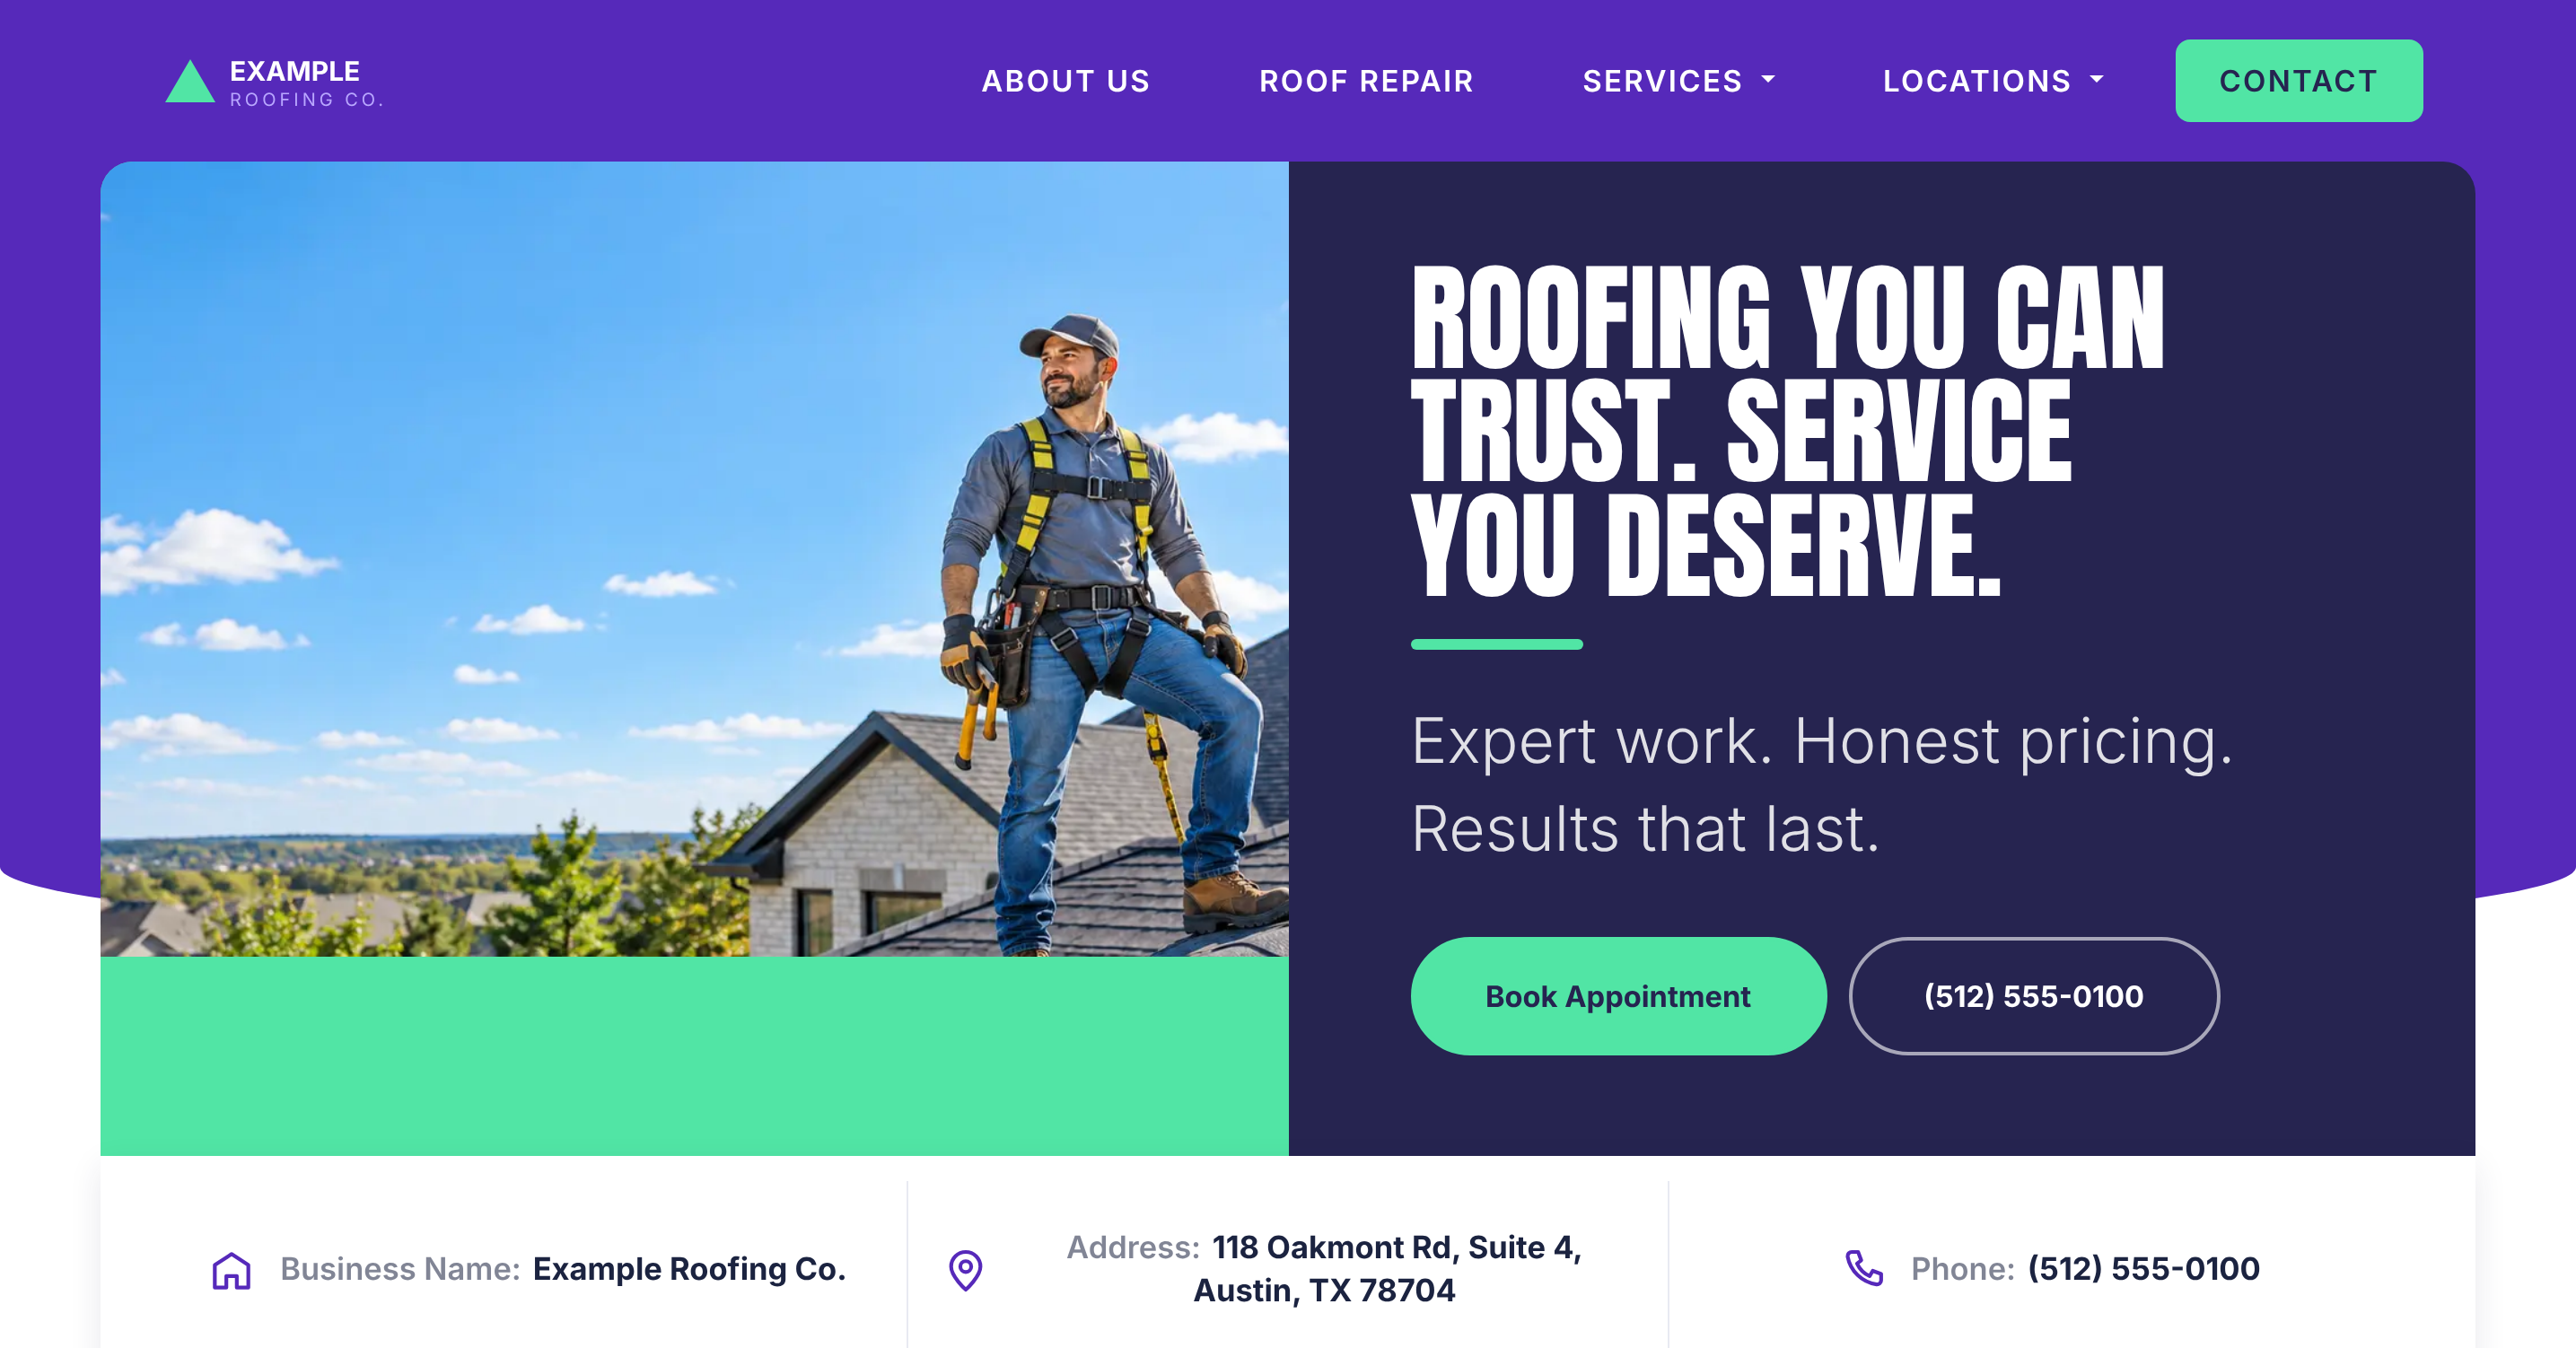 EXAMPLE
ROOFING CO.
ABOUT US
ROOF REPAIR
SERVICES
LOCATIONS
CONTACT
ROOFING YOU CAN
TRUST. SERVICE
YOU DESERVE.
Expert work. Honest pricing.
Results that last.
Book Appointment
(512) 555-0100
Business Name: Example Roofing Co.
Address: 118 Oakmont Rd, Suite 4,
Austin, TX 78704
Phone: (512) 555-0100